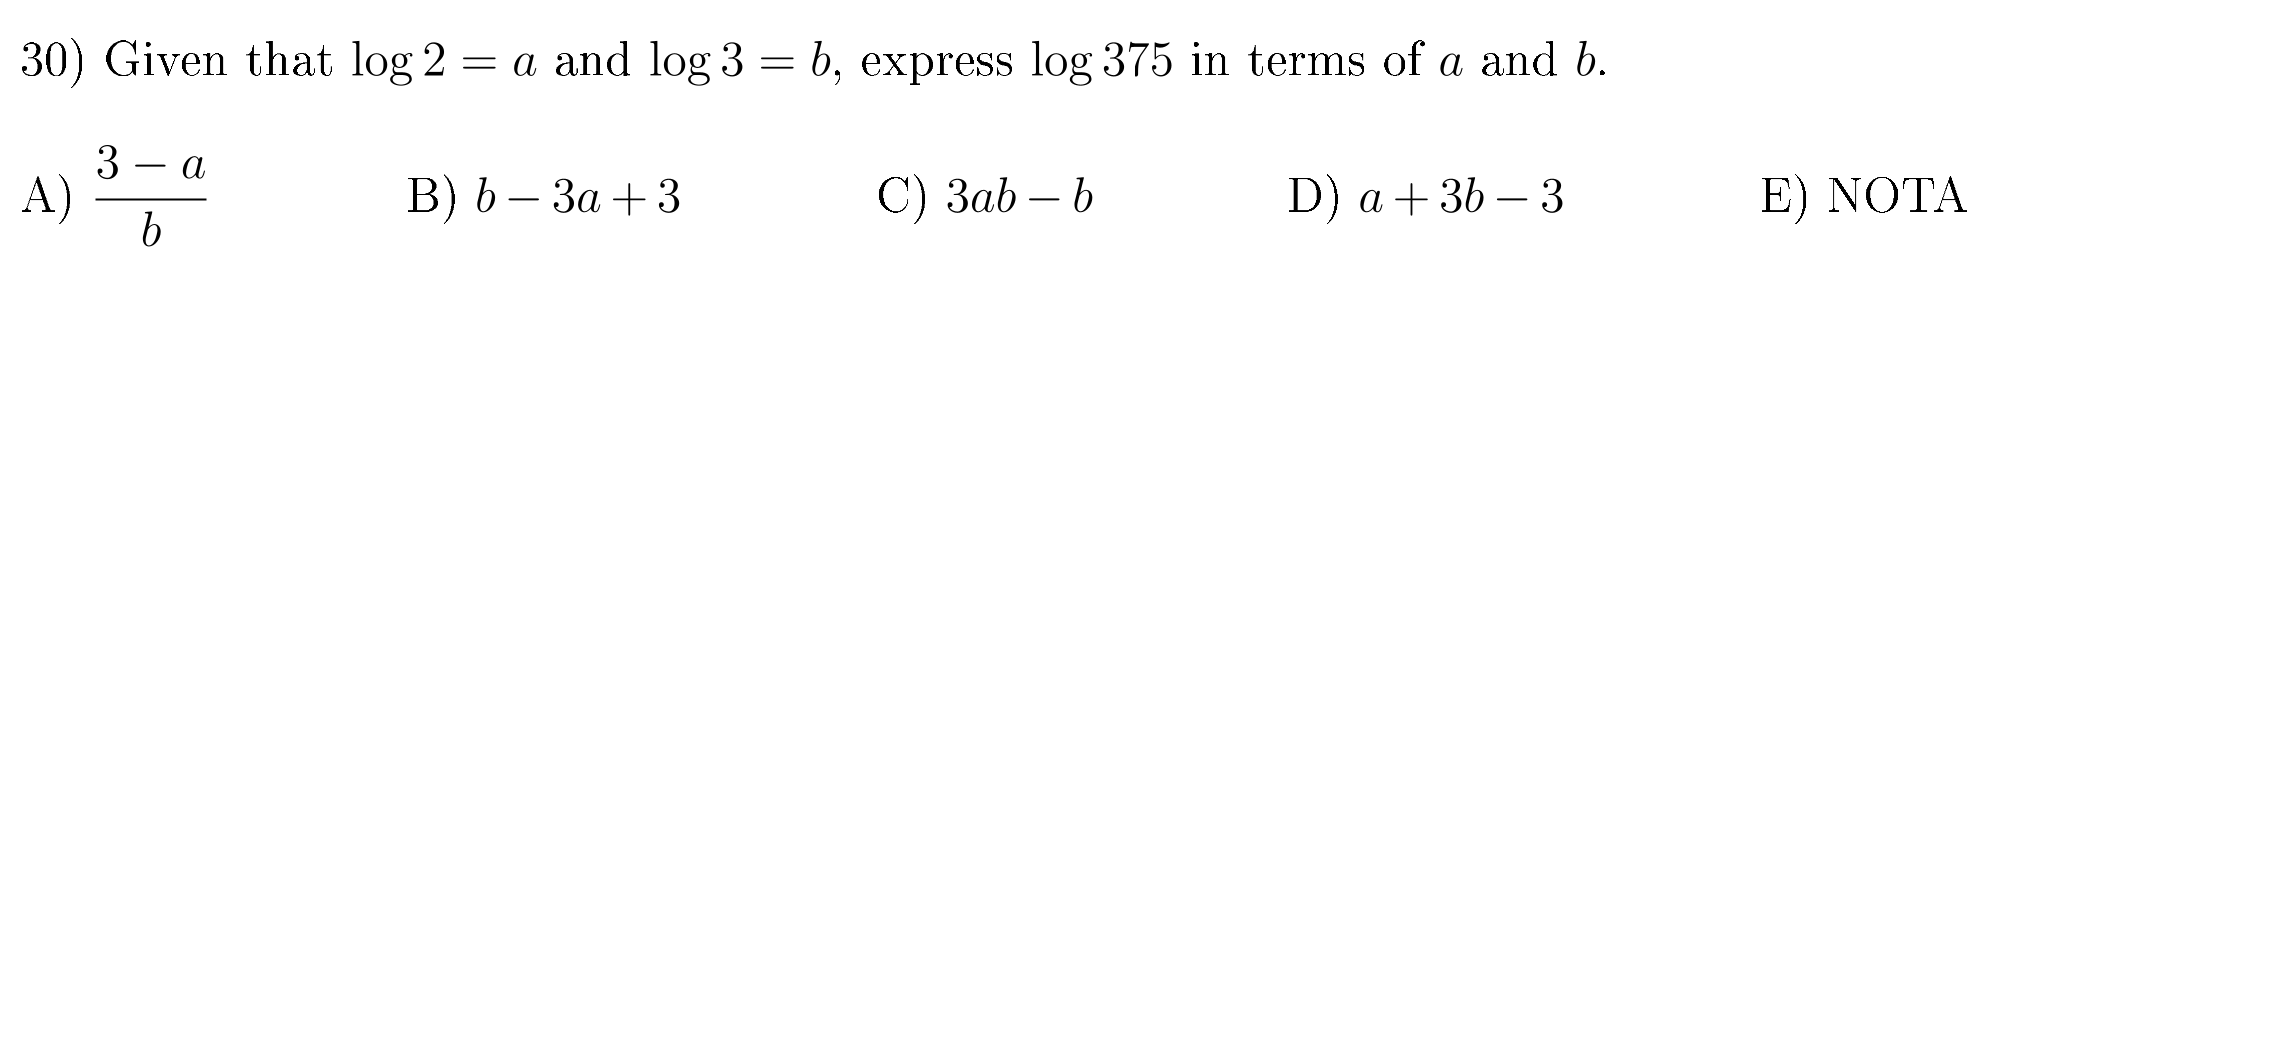 30) Given that log 2 = a and log 3 = b, express log 375 in terms of a and b.
A) \frac{3 − a}{b} B) b − 3a + 3 C) 3ab − b D) a + 3b − 3 E) NOTA